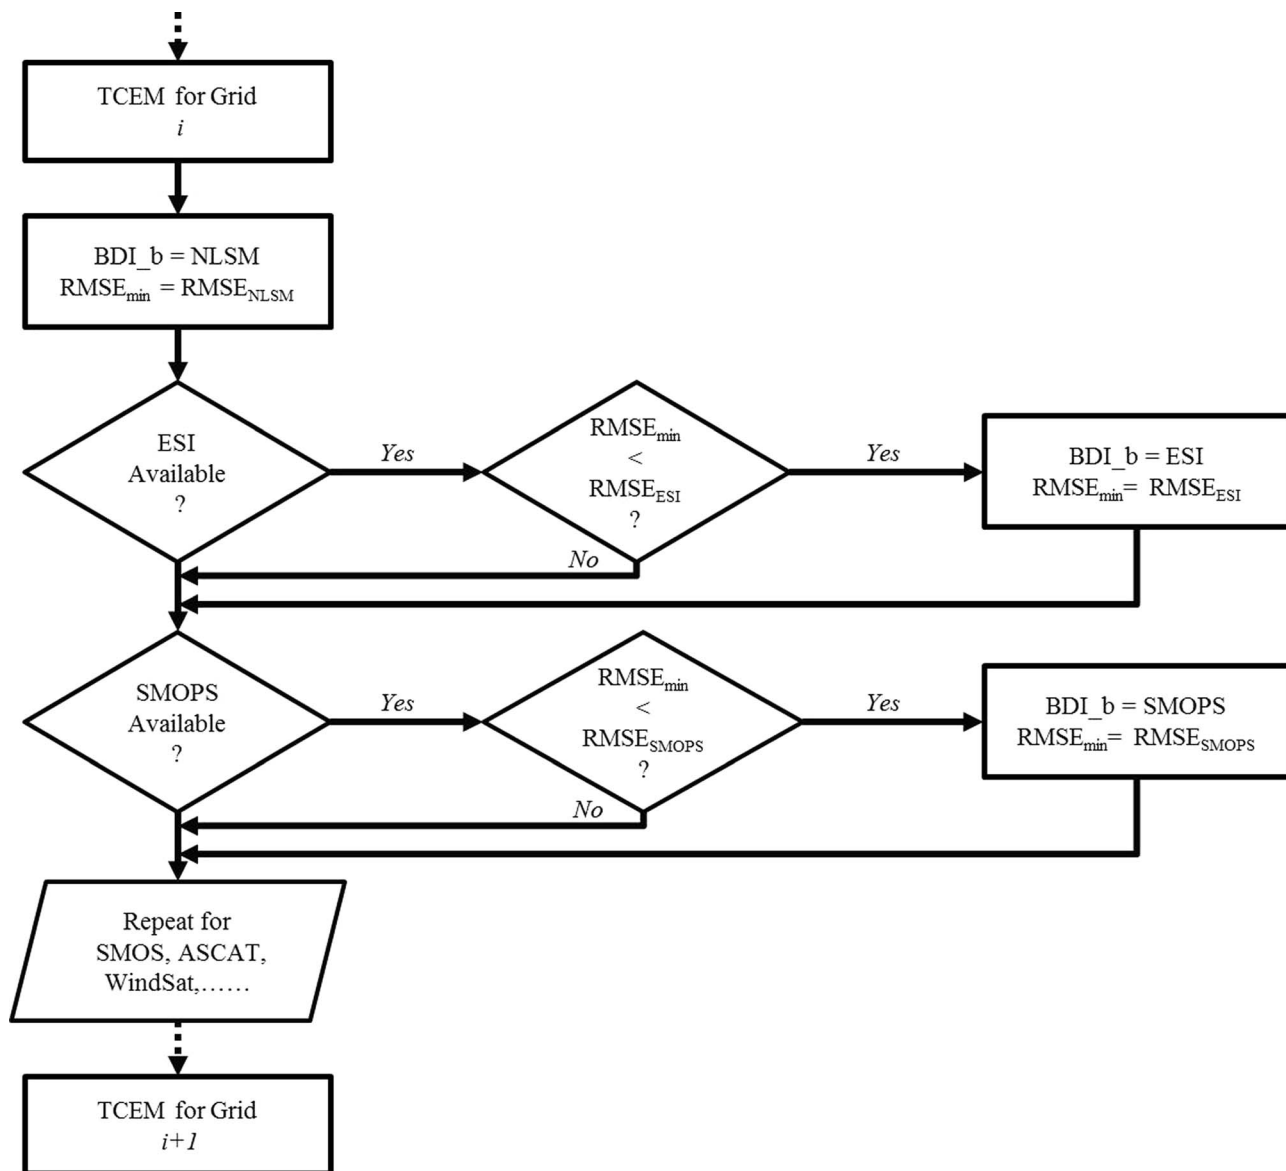 TCEM for Grid
i
BDI_b = NLSM
RMSEmin = RMSENLSM
ESI
Available
?
Yes
RMSEmin
<
RMSEESI
?
Yes
BDI_b = ESI
RMSEmin= RMSEESI
No
SMOPS
Available
?
Yes
RMSEmin
<
RMSESMOPS
?
Yes
BDI_b = SMOPS
RMSEmin= RMSESMOPS
No
Repeat for
SMOS, ASCAT,
WindSat,……
TCEM for Grid
i+1